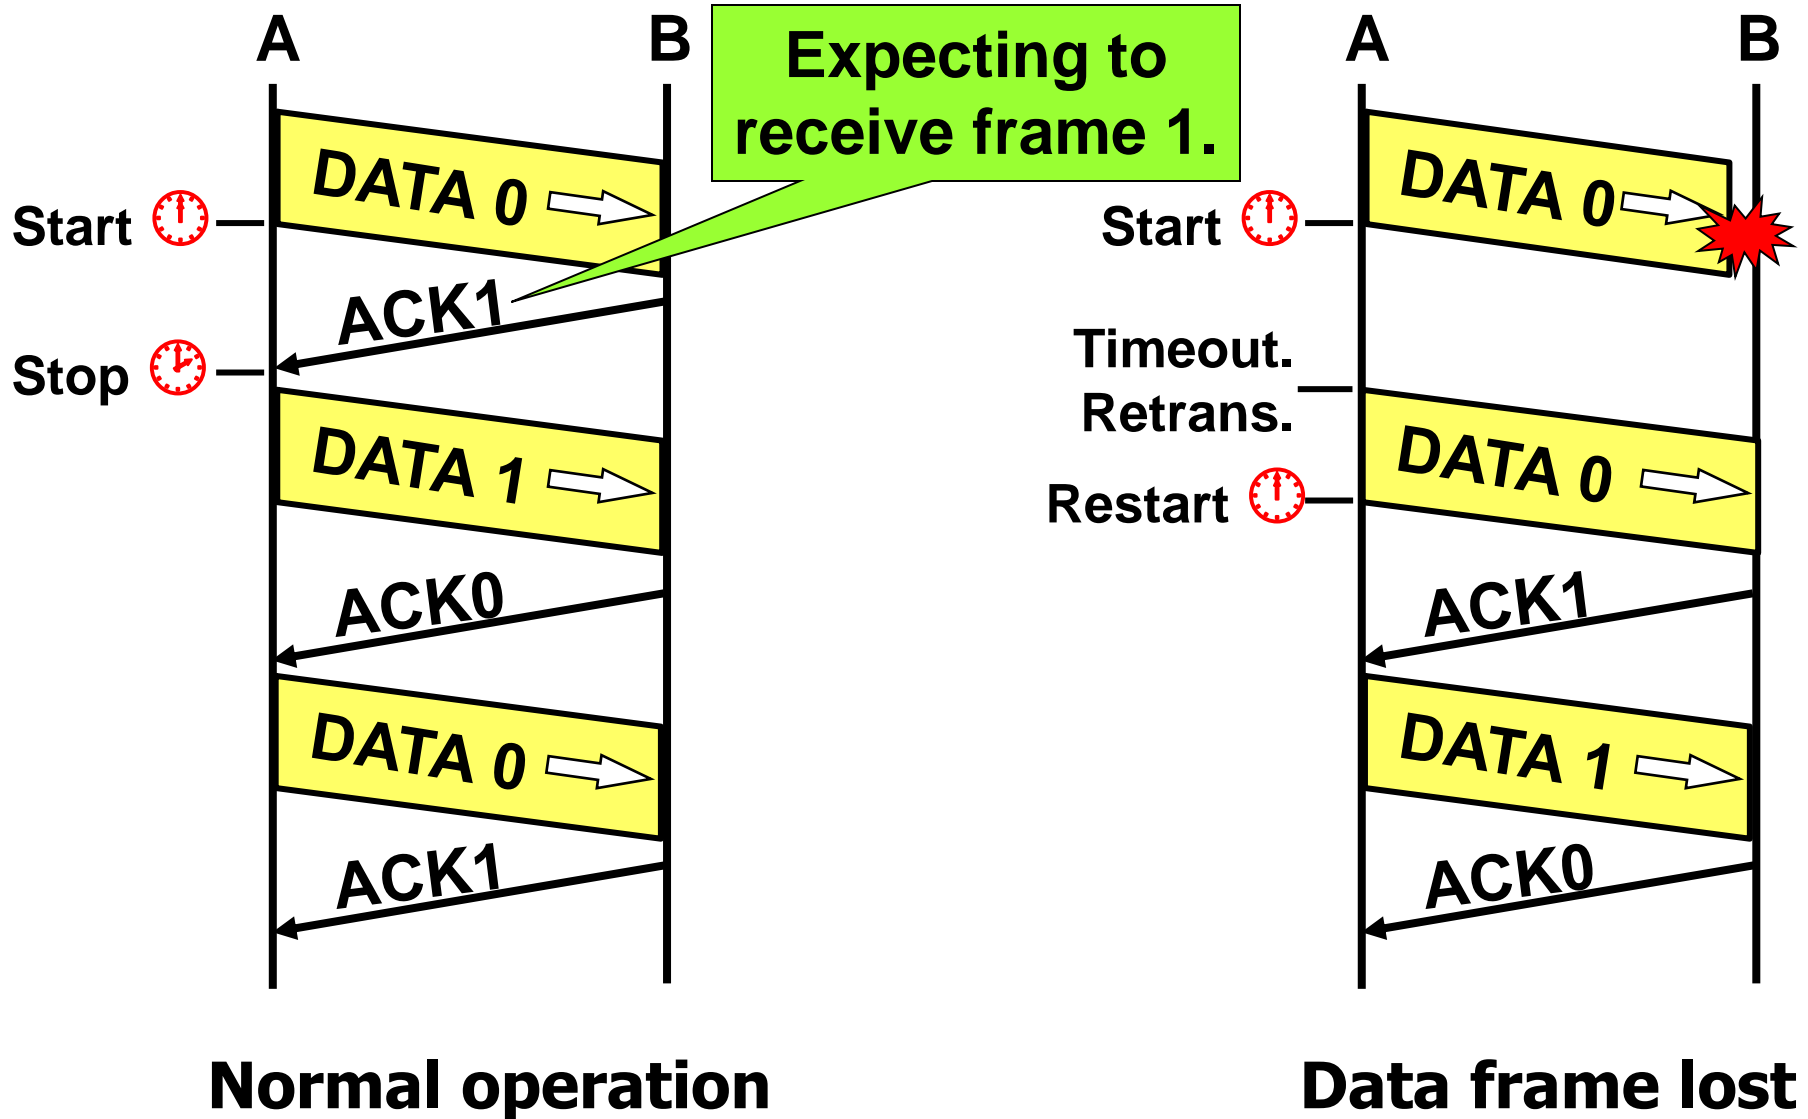 A
B
Expecting to
receive frame 1.
DATA 0
Start
ACK1
Stop
DATA 1
ACK0
DATA 0
ACK1
Normal operation
A
B
DATA 0
Start
Timeout.
Retrans.
DATA 0
Restart
ACK1
DATA 1
ACK0
Data frame lost